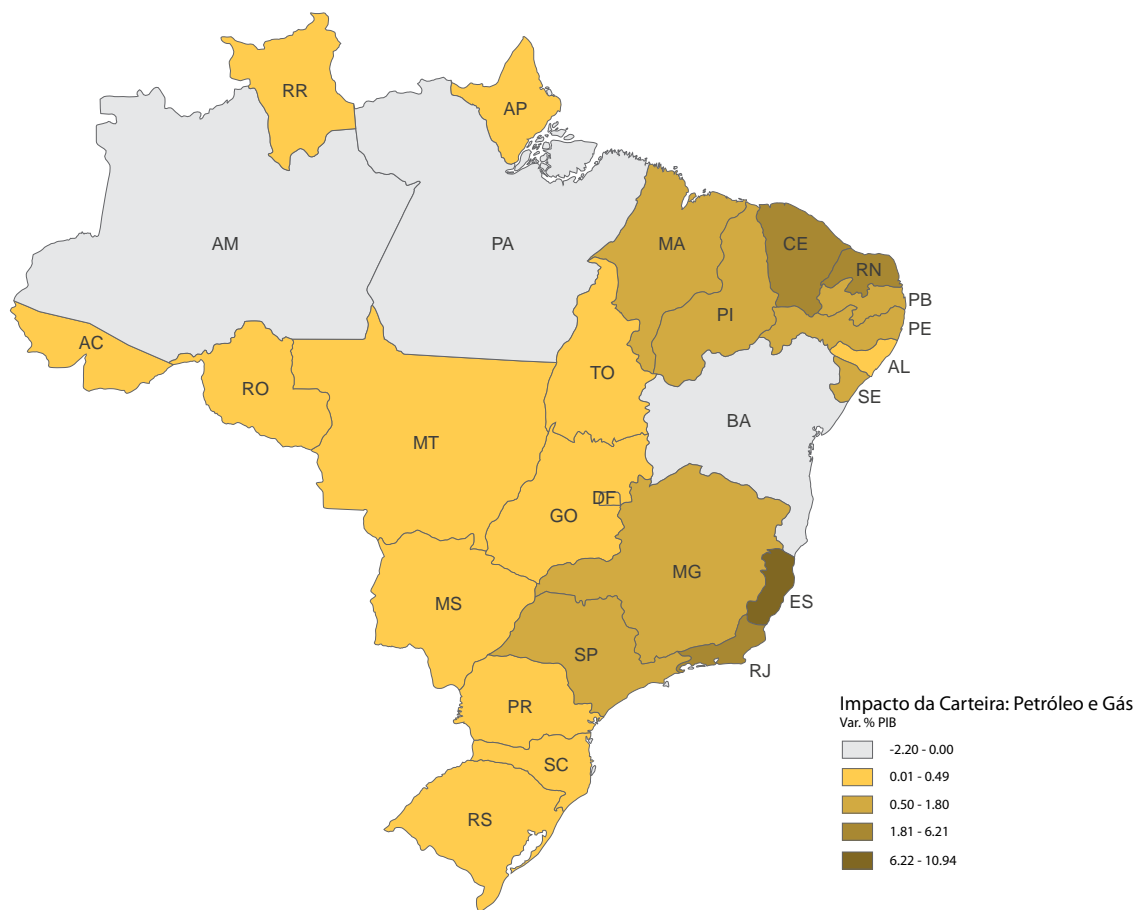 RR
AP
AM
PA
MA
CE
RN
PB
PI
PE
AC
AL
TO
RO
SE
BA
MT
DF
GO
MG
MS
ES
SP
RJ
PR
SC
RS
Impacto da Carteira: Petróleo e Gás
Var. % PIB
-2.20 - 0.00
0.01 - 0.49
0.50 - 1.80
1.81 - 6.21
6.22 - 10.94